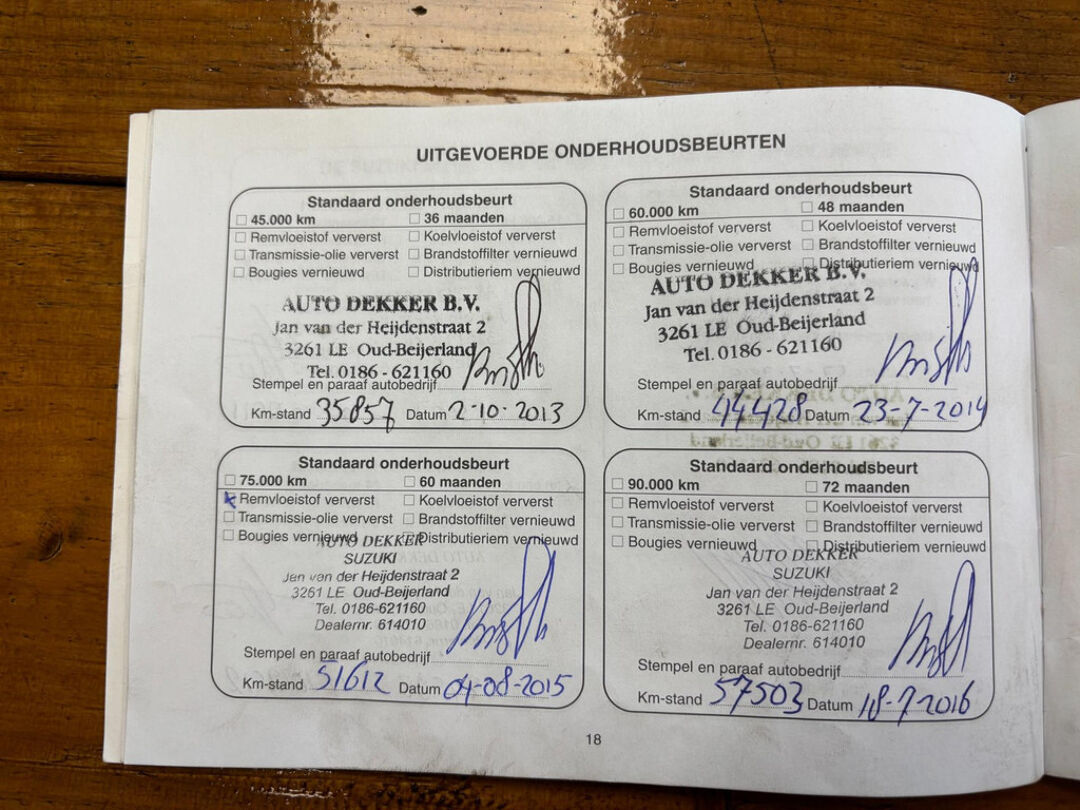 UITGEVOERDE ONDERHOUDSBEURTEN
Standaard onderhoudsbeurt
45.000 km 36 maanden
Remvloeistof ververst Koelvloeistof ververst
Transmissie-olie ververst Brandstoffilter vernieuwd
Bougies vernieuwd Distributieriem vernieuwd
AUTO DEKKER B.V.
Jan van der Heijdenstraat 2
3261 LE Oud-Beijerland
Tel. 0186 - 621160
Stempel en paraaf autobedrijf
Km-stand 35857 Datum 2-10-2013
Standaard onderhoudsbeurt
60.000 km 48 maanden
Remvloeistof ververst Koelvloeistof ververst
Transmissie-olie ververst Brandstoffilter vernieuwd
Bougies vernieuwd Distributieriem vernieuwd
AUTO DEKKER B.V.
Jan van der Heijdenstraat 2
3261 LE Oud-Beijerland
Tel. 0186 - 621160
Stempel en paraaf autobedrijf
Km-stand 44428 Datum 23-7-2014
Standaard onderhoudsbeurt
75.000 km 60 maanden
Remvloeistof ververst Koelvloeistof ververst
Transmissie-olie ververst Brandstoffilter vernieuwd
Bougies vernieuwd Distributieriem vernieuwd
AUTO DEKKER
SUZUKI
Jan van der Heijdenstraat 2
3261 LE Oud-Beijerland
Tel. 0186-621160
Dealernr. 614010
Stempel en paraaf autobedrijf
Km-stand 51612 Datum 04-08-2015
Standaard onderhoudsbeurt
90.000 km 72 maanden
Remvloeistof ververst Koelvloeistof ververst
Transmissie-olie ververst Brandstoffilter vernieuwd
Bougies vernieuwd Distributieriem vernieuwd
AUTO DEKKER
SUZUKI
Jan van der Heijdenstraat 2
3261 LE Oud-Beijerland
Tel. 0186-621160
Dealernr. 614010
Stempel en paraaf autobedrijf
Km-stand 57503 Datum 18-7-2016
18